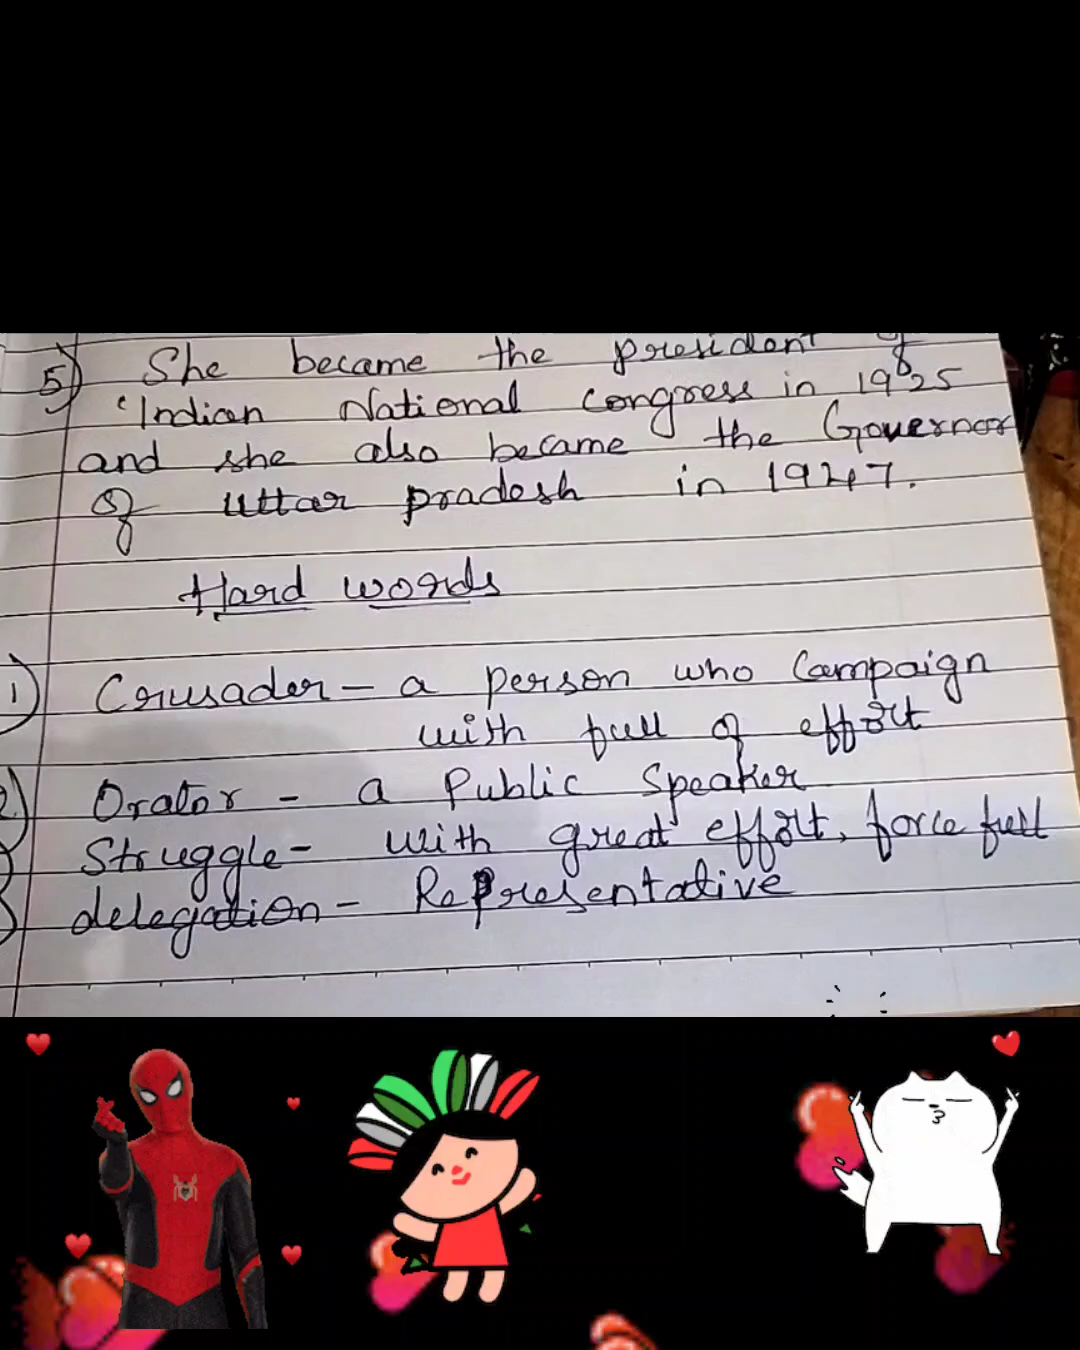 5) She became the president of
'Indian National Congress in 1925
and she also became the Governor
of Uttar pradesh in 1947.
Hard words
1) Crusader - a person who Campaign
with full of effort
2) Orator - a Public Speaker
Struggle - with great effort, force full
delegation - Representative